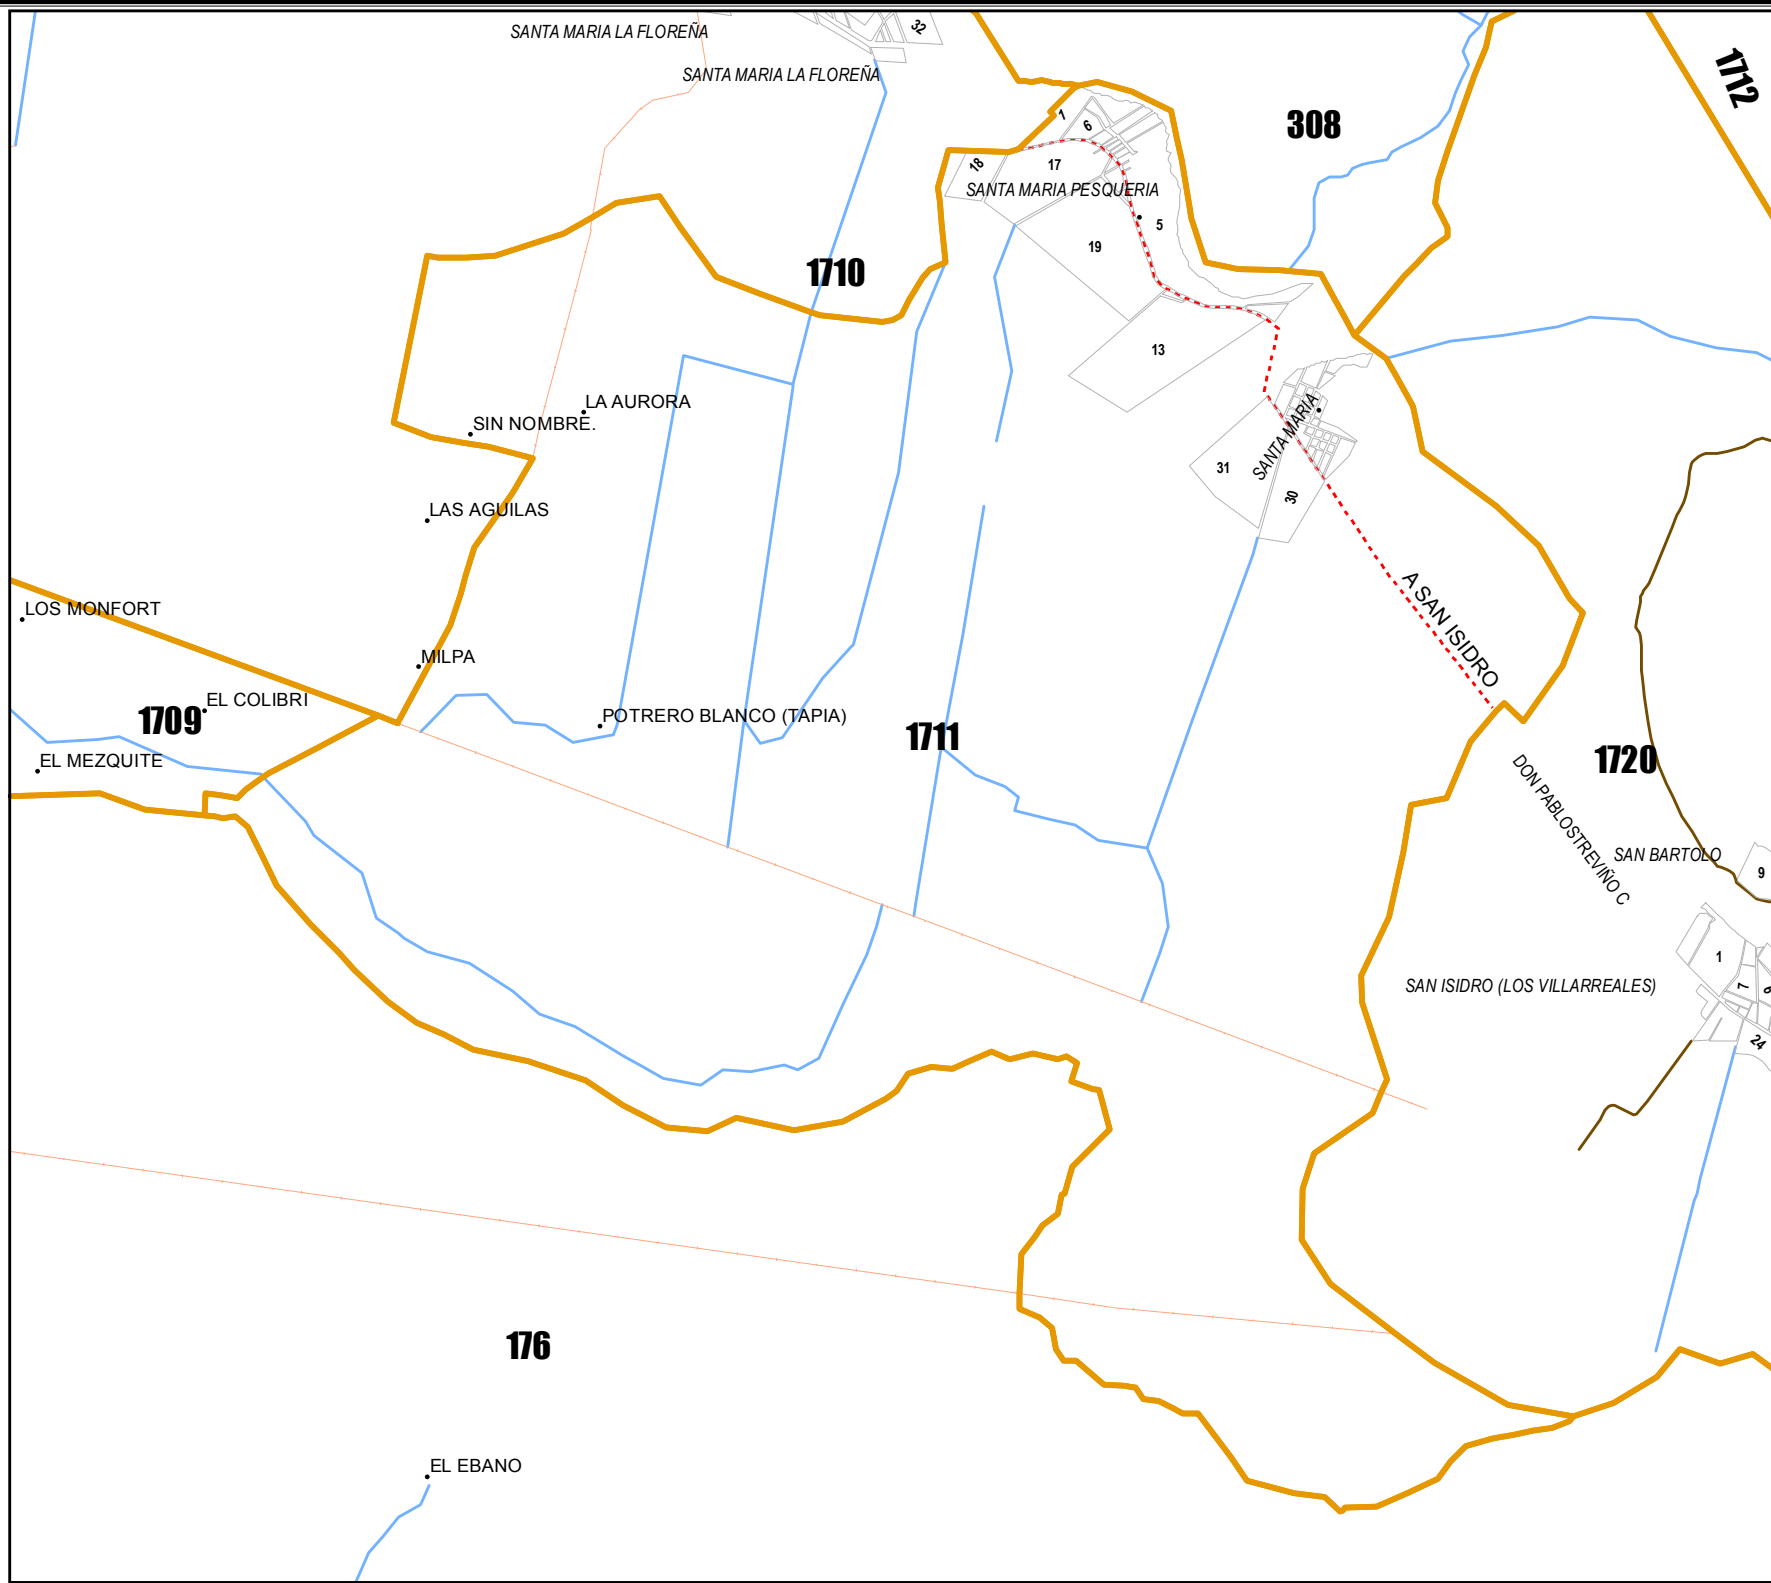 SANTA MARIA LA FLOREÑA
32
SANTA MARIA LA FLOREÑA
1712
308
1
6
18
17
SANTA MARIA PESQUERIA
5
19
1710
13
LA AURORA
SIN NOMBRE.
SANTA MARIA
31
30
LAS AGUILAS
LOS MONFORT
A SAN ISIDRO
MILPA
EL COLIBRI
1709
POTRERO BLANCO (TAPIA)
1711
EL MEZQUITE
1720
DON PABLOSTREVIÑO C
SAN BARTOLO
9
1
SAN ISIDRO (LOS VILLARREALES)
7
24
176
EL EBANO